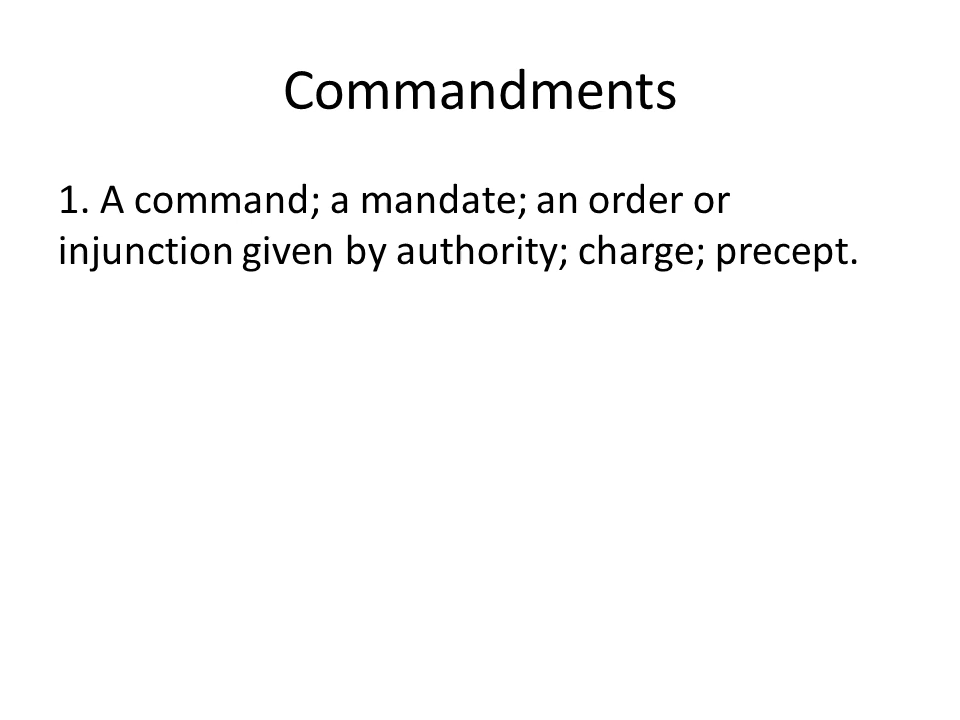 Commandments
1. A command; a mandate; an order or
injunction given by authority; charge; precept.